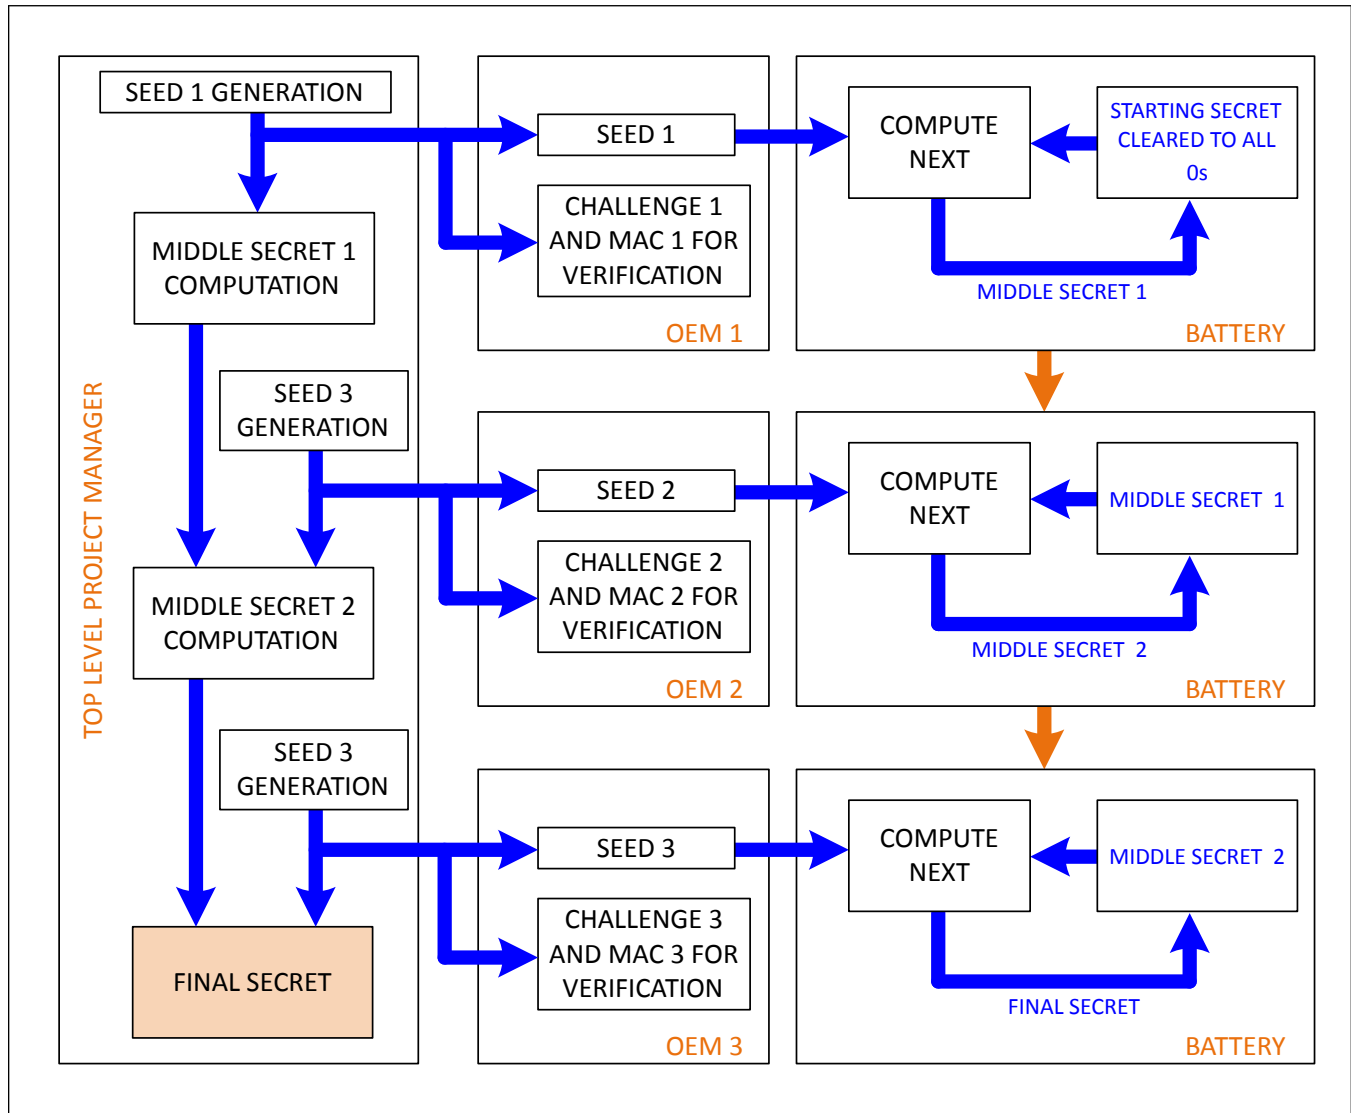 TOP LEVEL PROJECT MANAGER
SEED 1 GENERATION
MIDDLE SECRET 1
COMPUTATION
SEED 3
GENERATION
MIDDLE SECRET 2
COMPUTATION
SEED 3
GENERATION
FINAL SECRET
SEED 1
CHALLENGE 1
AND MAC 1 FOR
VERIFICATION
OEM 1
COMPUTE
NEXT
STARTING SECRET
CLEARED TO ALL
0s
MIDDLE SECRET 1
BATTERY
SEED 2
CHALLENGE 2
AND MAC 2 FOR
VERIFICATION
OEM 2
COMPUTE
NEXT
MIDDLE SECRET 1
MIDDLE SECRET 2
BATTERY
SEED 3
CHALLENGE 3
AND MAC 3 FOR
VERIFICATION
OEM 3
COMPUTE
NEXT
MIDDLE SECRET 2
FINAL SECRET
BATTERY